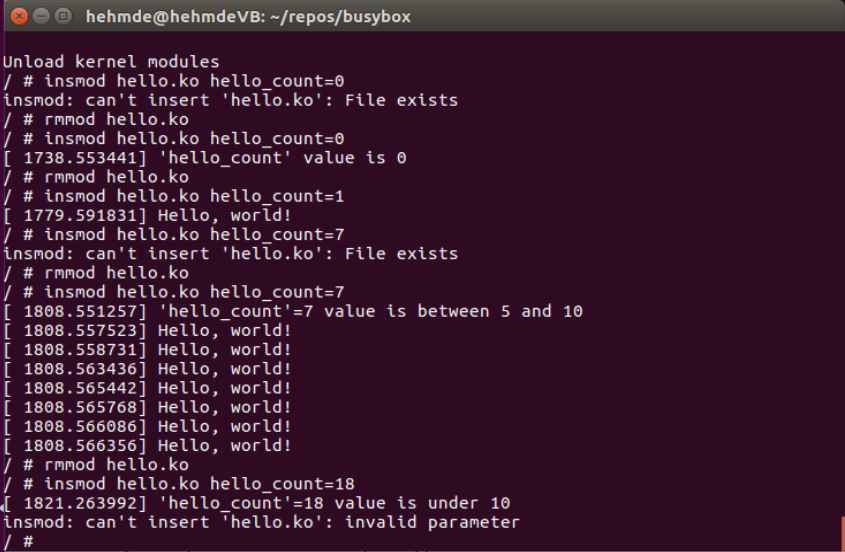 hehmde@hehmdeVB: ~/repos/busybox
Unload kernel modules
/ # insmod hello.ko hello_count=0
insmod: can't insert 'hello.ko': File exists
/ # rmmod hello.ko
/ # insmod hello.ko hello_count=0
[ 1738.553441] 'hello_count' value is 0
/ # rmmod hello.ko
/ # insmod hello.ko hello_count=1
[ 1779.591831] Hello, world!
/ # insmod hello.ko hello_count=7
insmod: can't insert 'hello.ko': File exists
/ # rmmod hello.ko
/ # insmod hello.ko hello_count=7
[ 1808.551257] 'hello_count'=7 value is between 5 and 10
[ 1808.557523] Hello, world!
[ 1808.558731] Hello, world!
[ 1808.563436] Hello, world!
[ 1808.565442] Hello, world!
[ 1808.565768] Hello, world!
[ 1808.566086] Hello, world!
[ 1808.566356] Hello, world!
/ # rmmod hello.ko
/ # insmod hello.ko hello_count=18
[ 1821.263992] 'hello_count'=18 value is under 10
insmod: can't insert 'hello.ko': invalid parameter
/ #